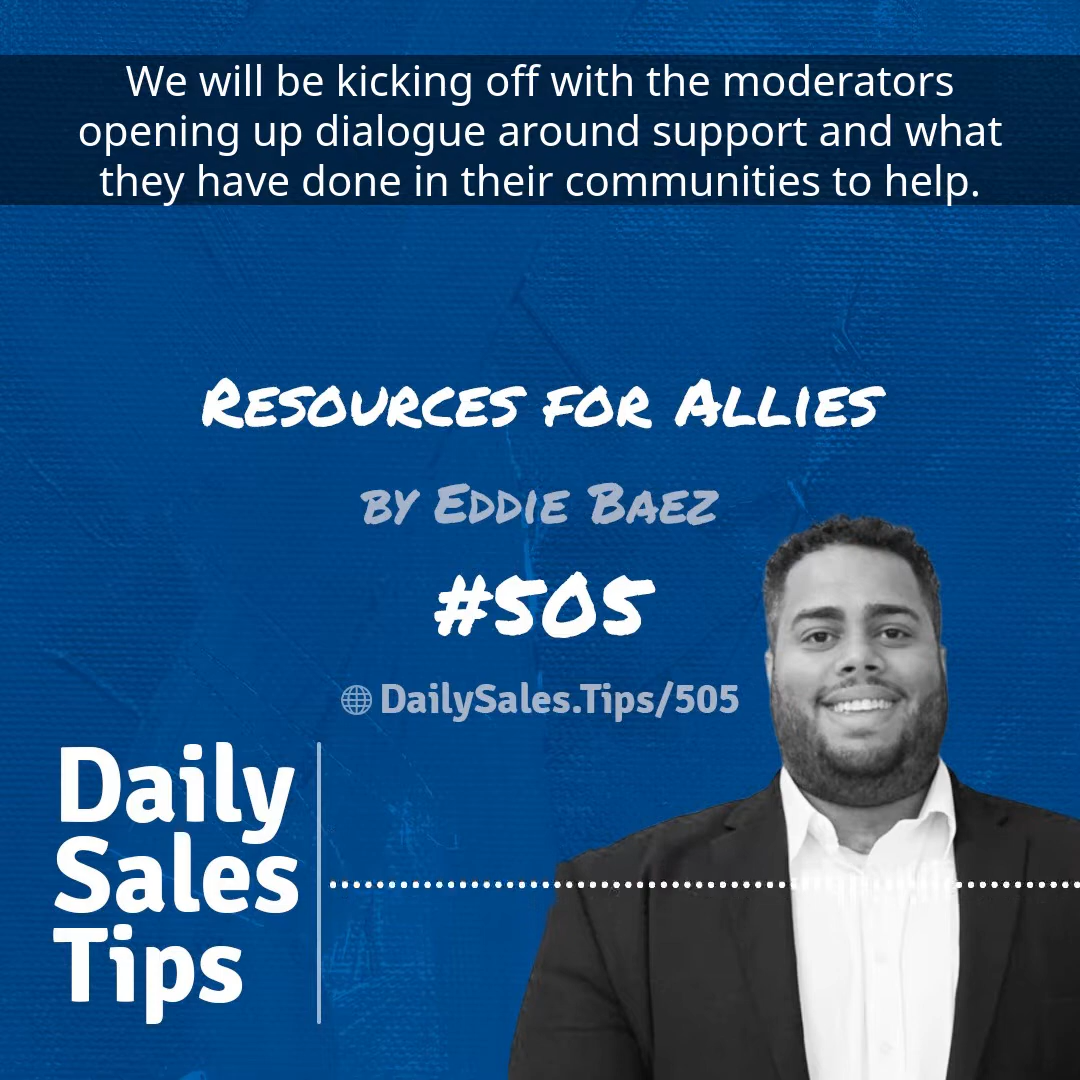 We will be kicking off with the moderators
opening up dialogue around support and what
they have done in their communities to help.
Resources for Allies
by Eddie Baez
#505
DailySales.Tips/505
Daily
Sales
Tips